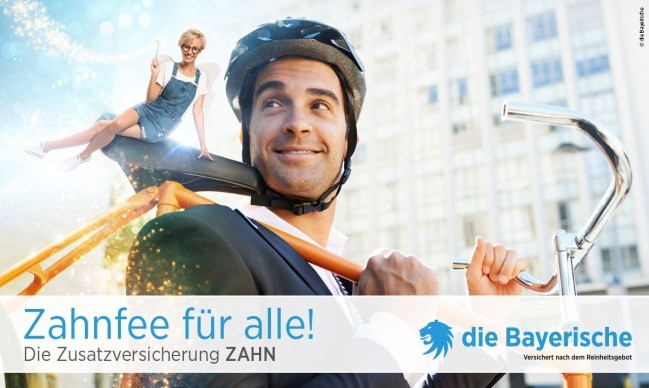 © die Bayerische
Zahnfee für alle!
Die Zusatzversicherung ZAHN
die Bayerische
Versichert nach dem Reinheitsgebot